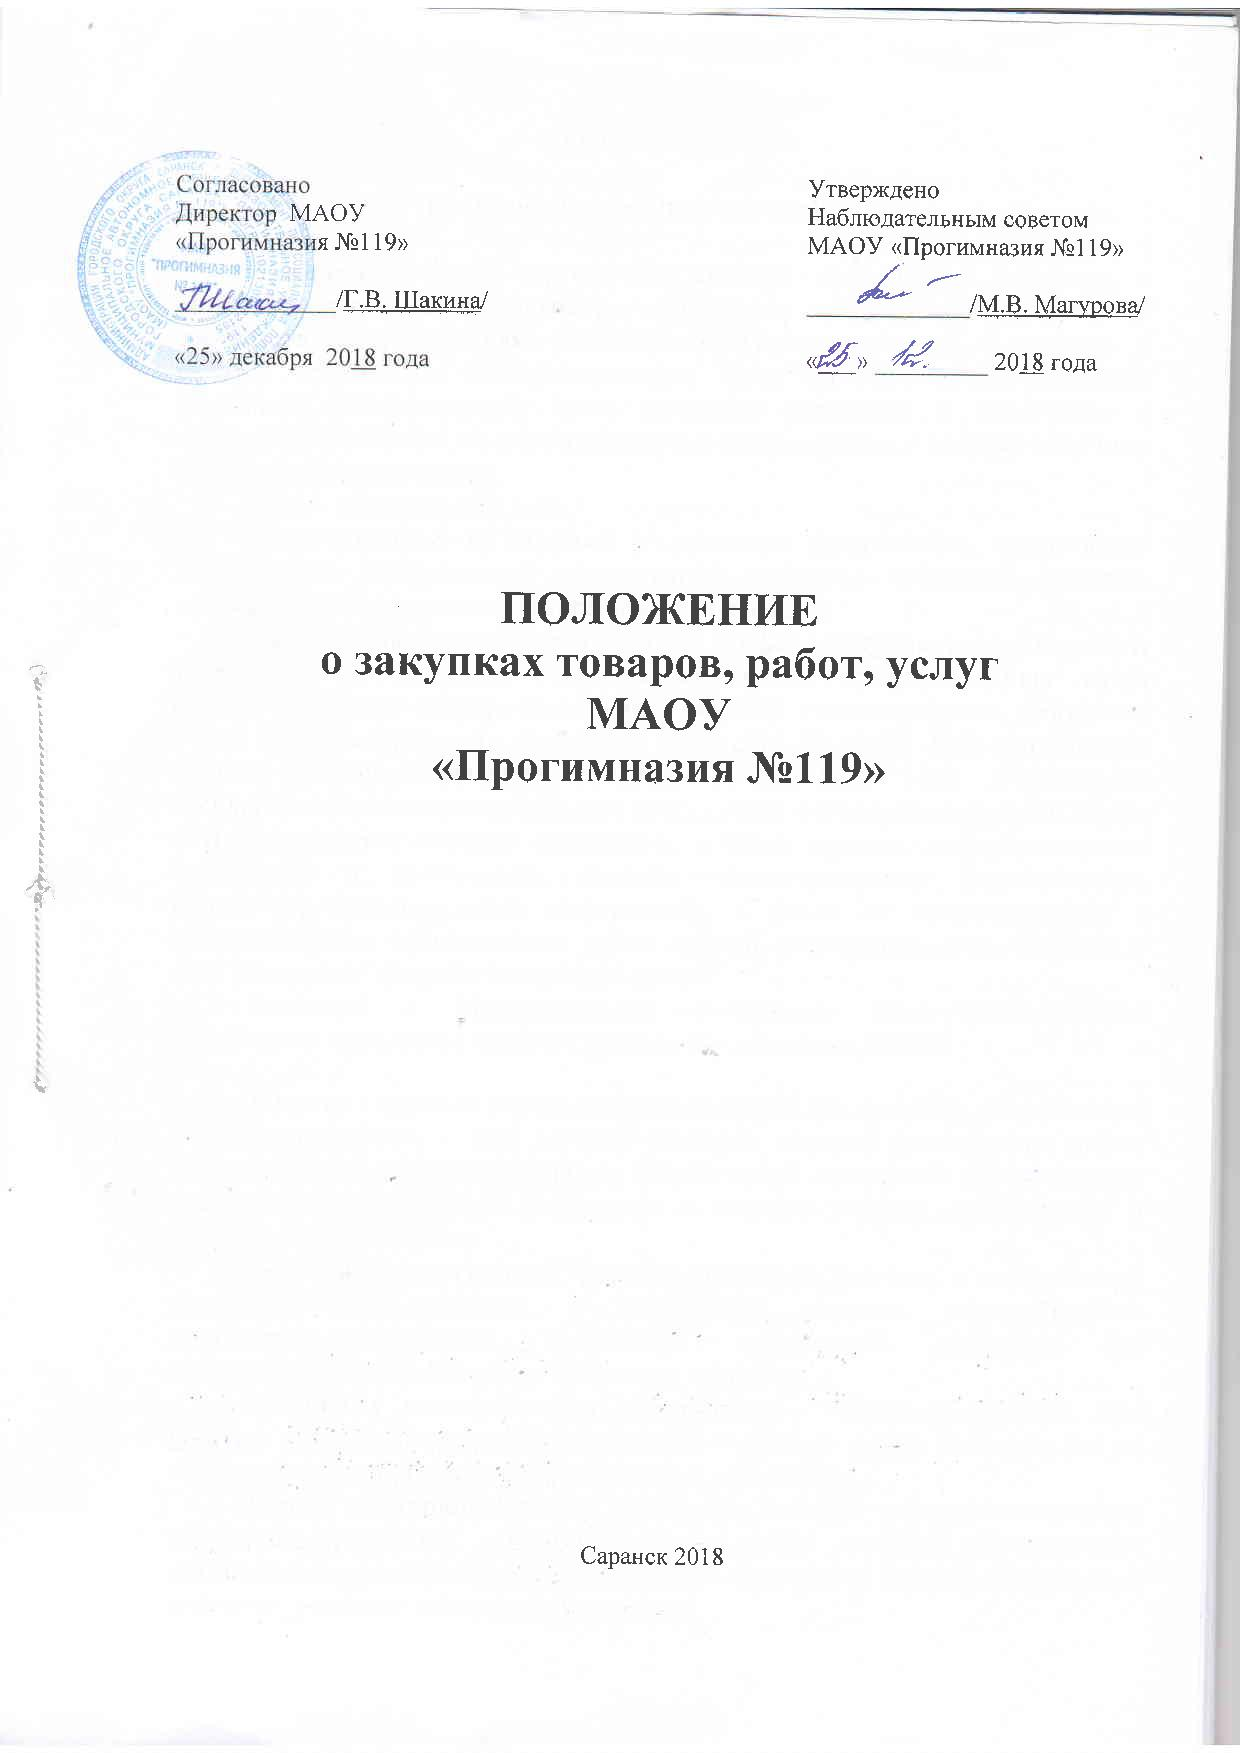 Согласовано
Директор МАОУ
«Прогимназия №119»
/Г.В. Шакина/
«25» декабря 2018 года
Утверждено
Наблюдательным советом
МАОУ «Прогимназия №119»
/М.В. Магурова/
«25» 12. 2018 года
"ПРОГИМНАЗИЯ
ПОЛОЖЕНИЕ
о закупках товаров, работ, услуг
МАОУ
«Прогимназия №119»
Саранск 2018